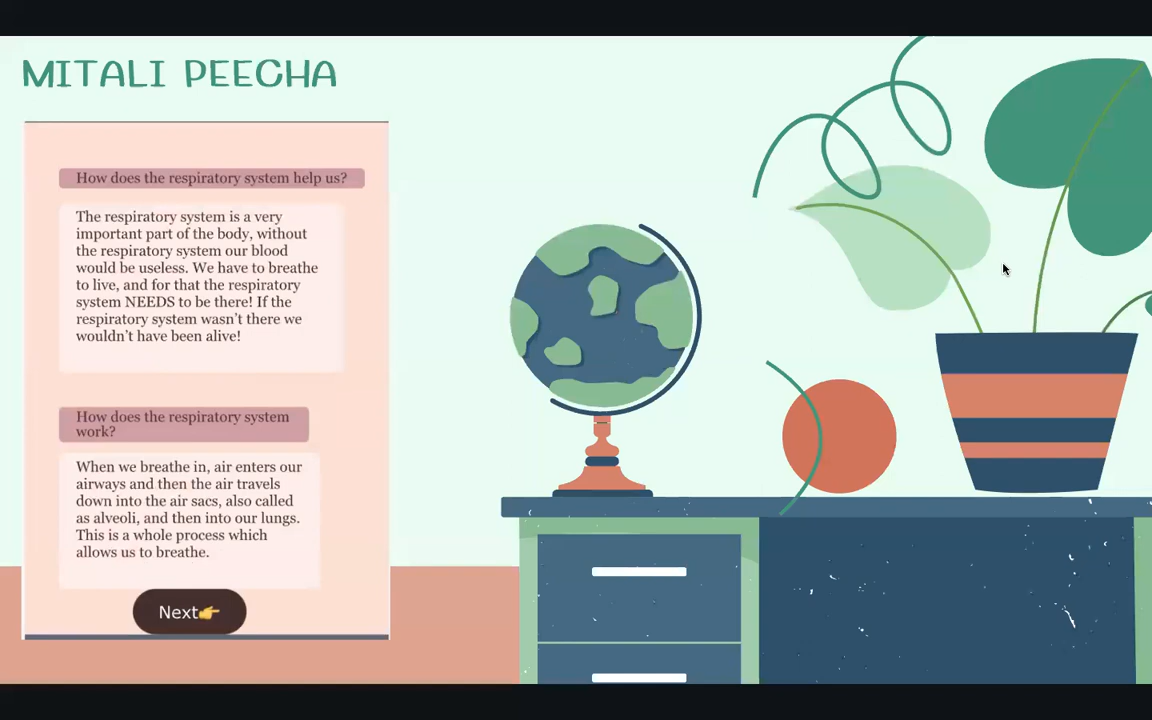 MITALI PEECHA
How does the respiratory system help us?
The respiratory system is a very
important part of the body, without
the respiratory system our blood
would be useless. We have to breathe
to live, and for that the respiratory
system NEEDS to be there! If the
respiratory system wasn't there we
wouldn't have been alive!
How does the respiratory system
work?
When we breathe in, air enters our
airways and then the air travels
down into the air sacs, also called
as alveoli, and then into our lungs.
This is a whole process which
allows us to breathe.
Next👉